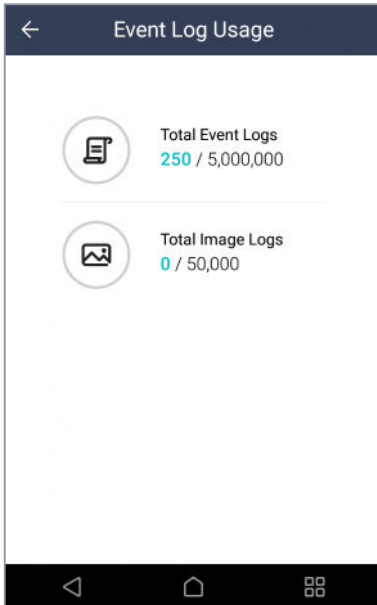 Event Log Usage
Total Event Logs
250 / 5,000,000
Total Image Logs
0 / 50,000